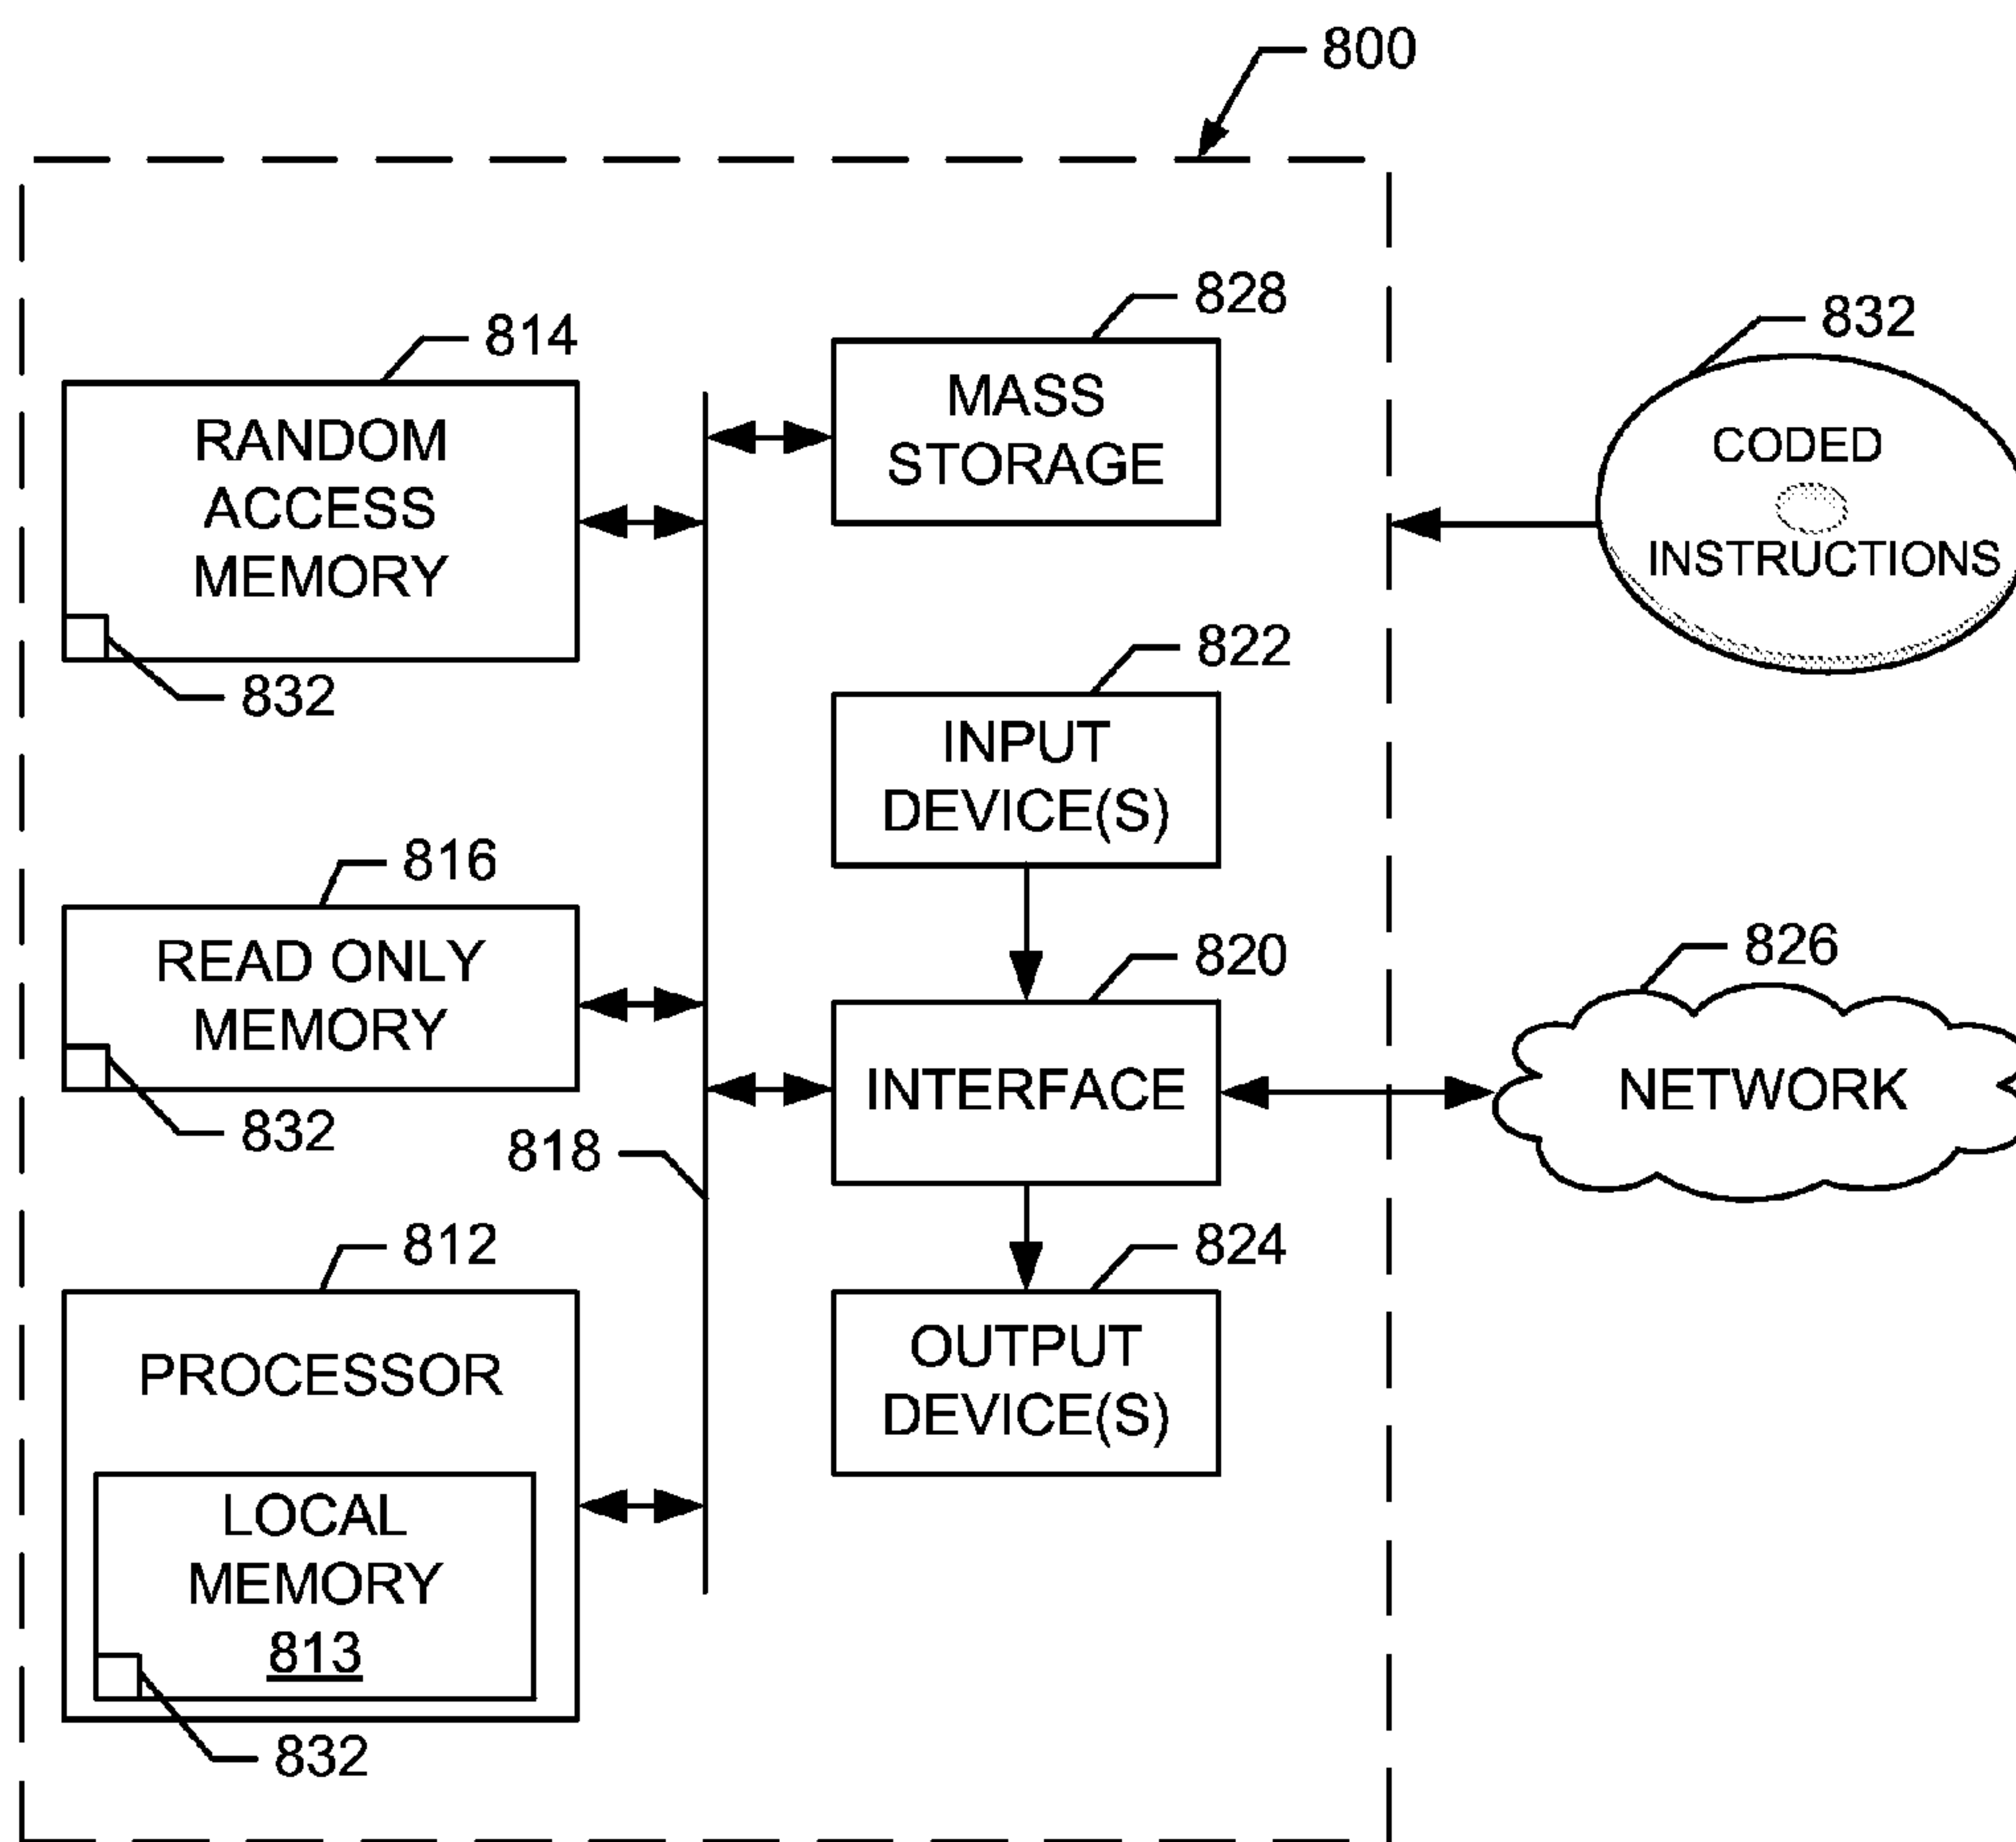 800
814
RANDOM
ACCESS
MEMORY
832
828
MASS
STORAGE
832
CODED
INSTRUCTIONS
822
INPUT
DEVICE(S)
816
READ ONLY
MEMORY
832
818
820
INTERFACE
826
NETWORK
812
PROCESSOR
LOCAL
MEMORY
813
832
824
OUTPUT
DEVICE(S)